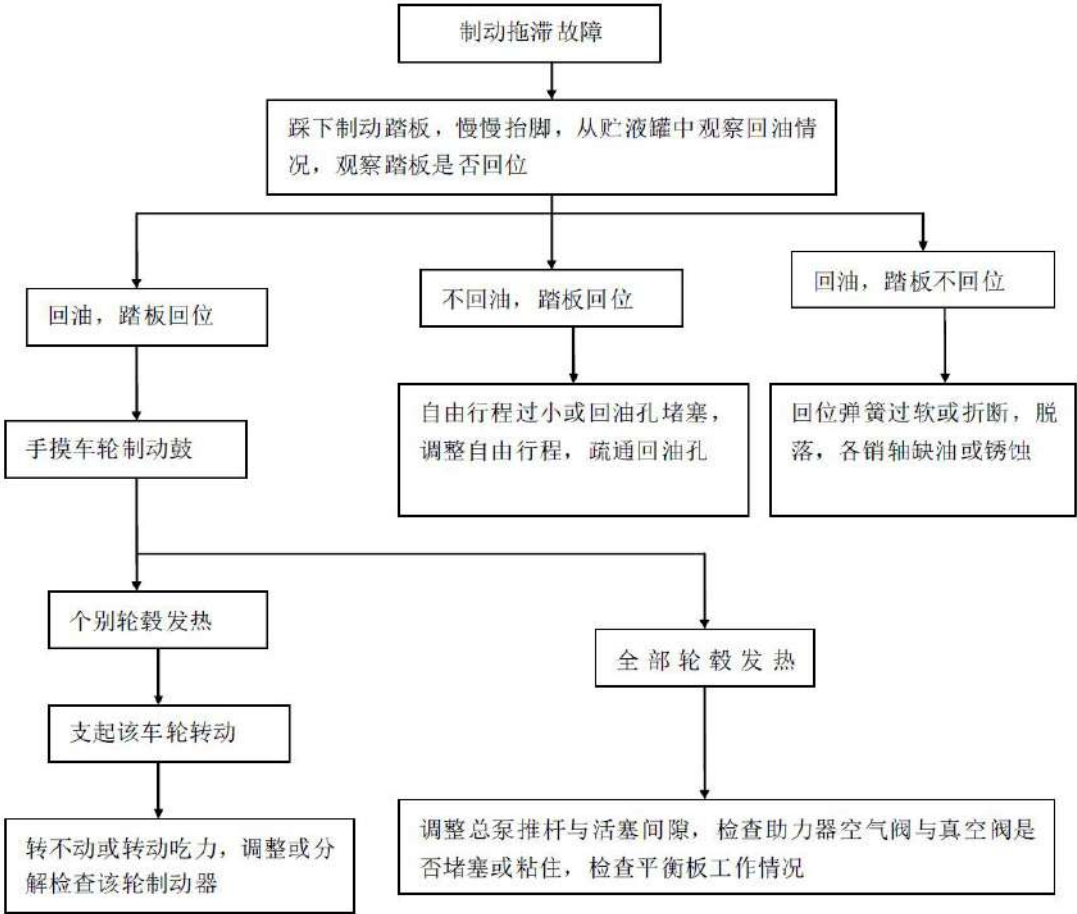 制动拖滞故障
踩下制动踏板，慢慢抬脚，从贮液罐中观察回油情
况，观察踏板是否回位
回油，踏板回位
不回油，踏板回位
回油，踏板不回位
手摸车轮制动鼓
自由行程过小或回油孔堵塞，
调整自由行程，疏通回油孔
回位弹簧过软或折断，脱
落，各销轴缺油或锈蚀
个别轮毂发热
全部轮毂发热
支起该车轮转动
转不动或转动吃力，调整或分
解检查该轮制动器
调整总泵推杆与活塞间隙，检查助力器空气阀与真空阀是
否堵塞或粘住，检查平衡板工作情况